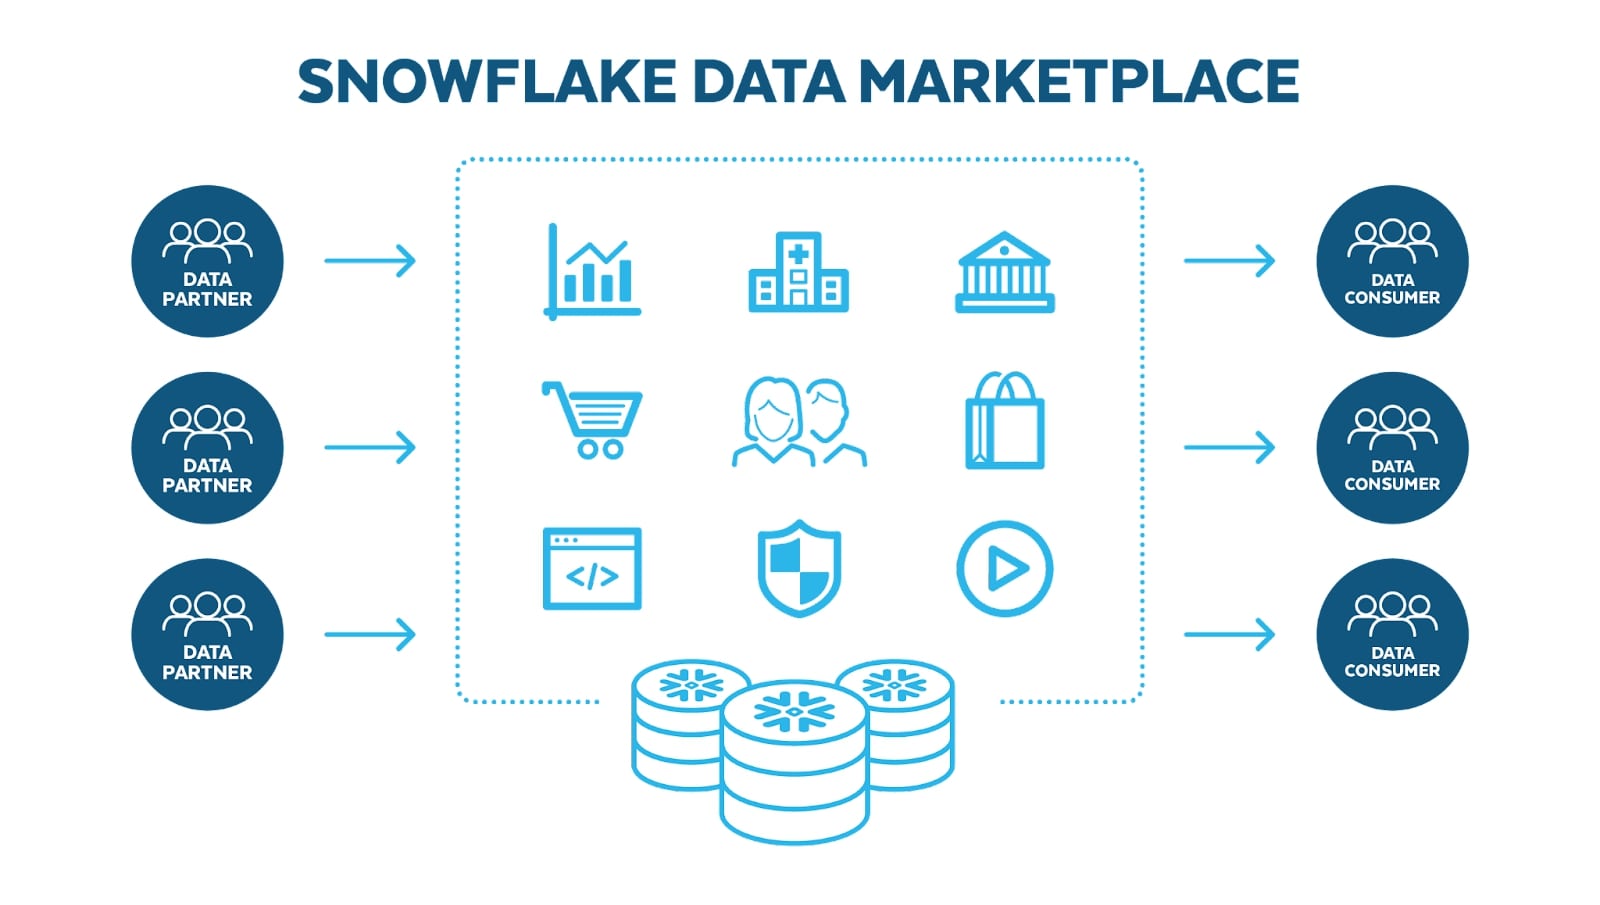 SNOWFLAKE DATA MARKETPLACE
DATA
PARTNER
DATA
CONSUMER
DATA
PARTNER
DATA
CONSUMER
</>
DATA
PARTNER
DATA
CONSUMER